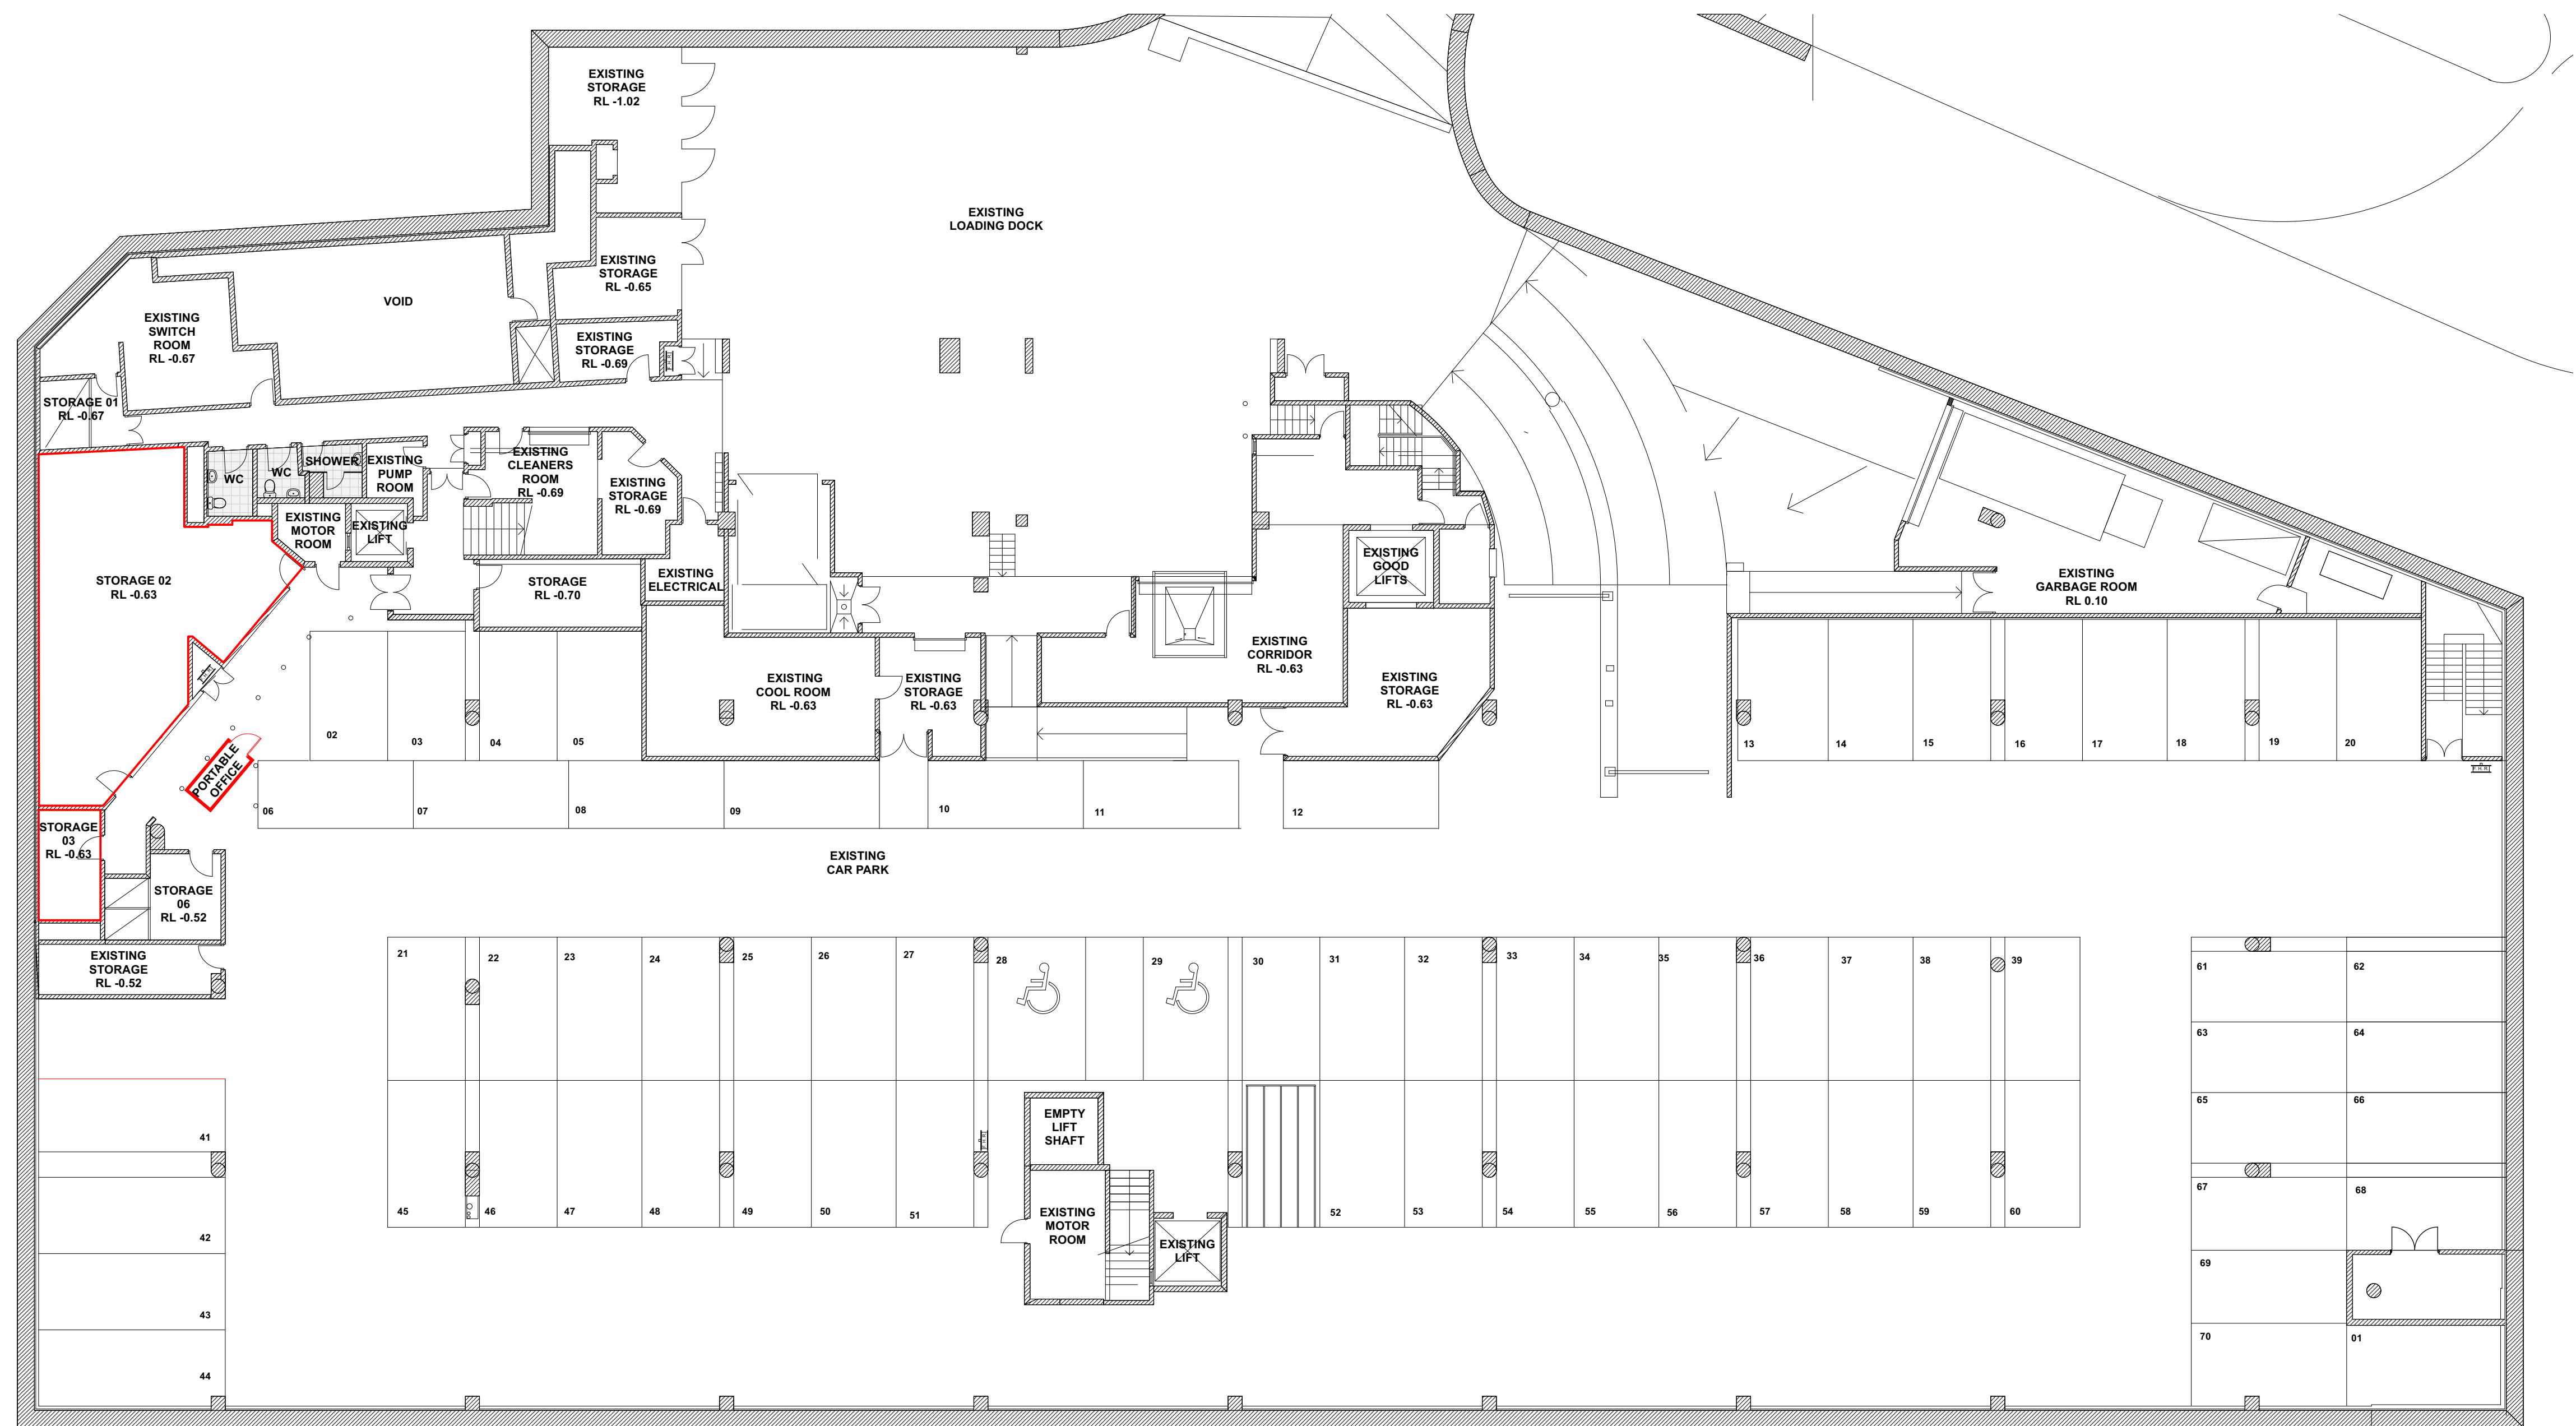 EXISTING
STORAGE
RL -1.02
EXISTING
LOADING DOCK
EXISTING
STORAGE
RL -0.65
VOID
EXISTING
SWITCH
ROOM
RL -0.67
EXISTING
STORAGE
RL -0.69
STORAGE 01
RL -0.67
WC
WC
SHOWER
EXISTING
PUMP
ROOM
EXISTING
CLEANERS
ROOM
RL -0.69
EXISTING
STORAGE
RL -0.69
EXISTING
MOTOR
ROOM
EXISTING
LIFT
STORAGE 02
RL -0.63
STORAGE
RL -0.70
EXISTING
ELECTRICAL
EXISTING
GOOD
LIFTS
EXISTING
GARBAGE ROOM
RL 0.10
EXISTING
CORRIDOR
RL -0.63
EXISTING
COOL ROOM
RL -0.63
EXISTING
STORAGE
RL -0.63
EXISTING
STORAGE
RL -0.63
02
03
04
05
13
14
15
16
17
18
19
20
PORTABLE
OFFICE
06
07
08
09
10
11
12
STORAGE
03
RL -0.63
EXISTING
CAR PARK
STORAGE
06
RL -0.52
EXISTING
STORAGE
RL -0.52
21
22
23
24
25
26
27
28
29
30
31
32
33
34
35
36
37
38
39
61
62
63
64
65
66
41
EMPTY
LIFT
SHAFT
67
68
42
45
46
47
48
49
50
51
EXISTING
MOTOR
ROOM
EXISTING
LIFT
52
53
54
55
56
57
58
59
60
69
43
70
01
44